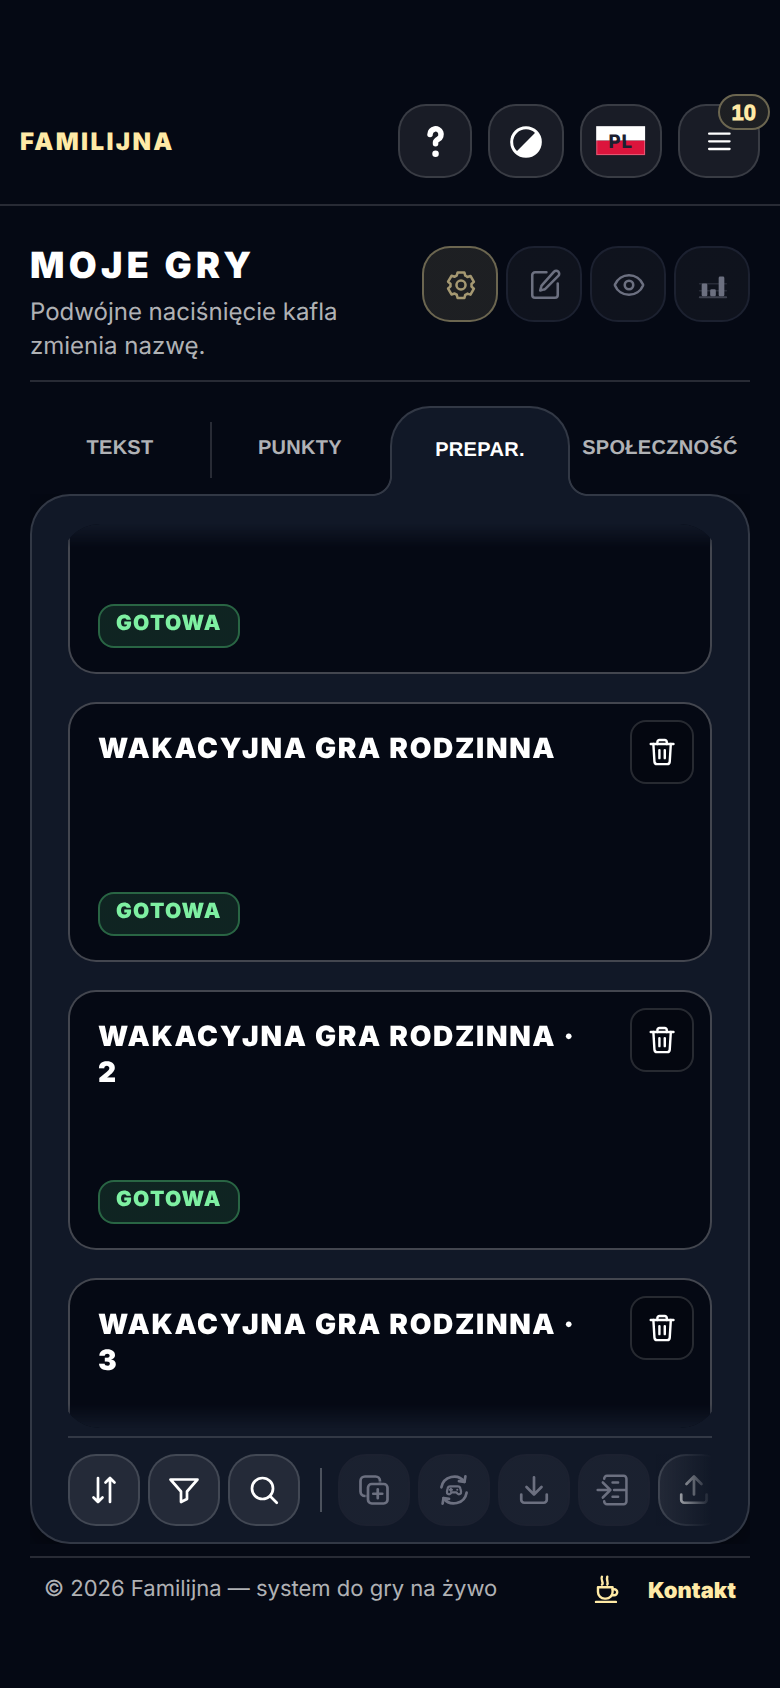 FAMILIJNA
?
PL
10
MOJE GRY
Podwójne naciśnięcie kafla
zmienia nazwę.
TEKST
PUNKTY
PREPAR.
SPOŁECZNOŚĆ
GOTOWA
WAKACYJNA GRA RODZINNA
GOTOWA
WAKACYJNA GRA RODZINNA ·
2
GOTOWA
WAKACYJNA GRA RODZINNA ·
3
© 2026 Familijna — system do gry na żywo
Kontakt